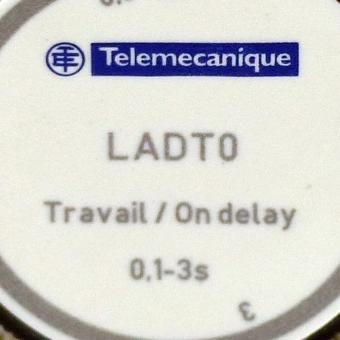 Telemecanique
LADT0
Travail / On delay
0,1-3s
3